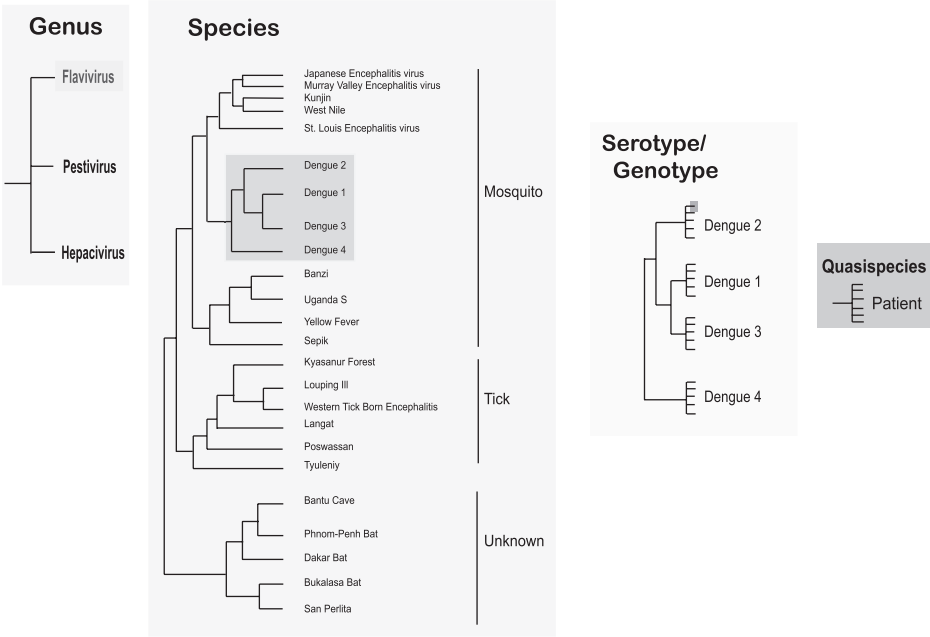 Genus
Flavivirus
Pestivirus
Hepacivirus
Species
Japanese Encephalitis virus
Murray Valley Encephalitis virus
Kunjin
West Nile
St. Louis Encephalitis virus
Dengue 2
Dengue 1
Dengue 3
Dengue 4
Banzi
Uganda S
Yellow Fever
Sepik
Mosquito
Kyasanur Forest
Louping Ill
Western Tick Born Encephalitis
Langat
Poswassan
Tyuleniy
Tick
Bantu Cave
Phnom-Penh Bat
Dakar Bat
Bukalasa Bat
San Perlita
Unknown
Serotype/
Genotype
Dengue 2
Dengue 1
Dengue 3
Dengue 4
Quasispecies
Patient